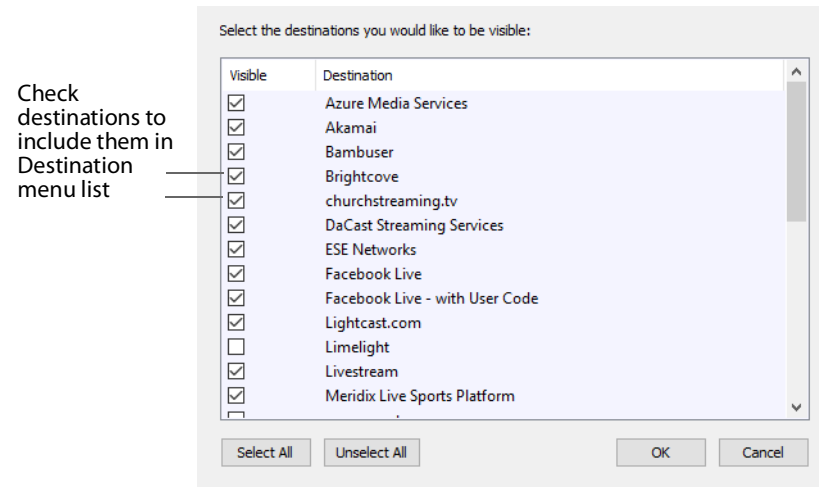 Select the destinations you would like to be visible:
Check
destinations to
include them in
Destination
menu list
Visible Destination
Azure Media Services
Akamai
Bambuser
Brightcove
churchstreaming.tv
DaCast Streaming Services
ESE Networks
Facebook Live
Facebook Live - with User Code
Lightcast.com
Limelight
Livestream
Meridix Live Sports Platform
Select All Unselect All OK Cancel